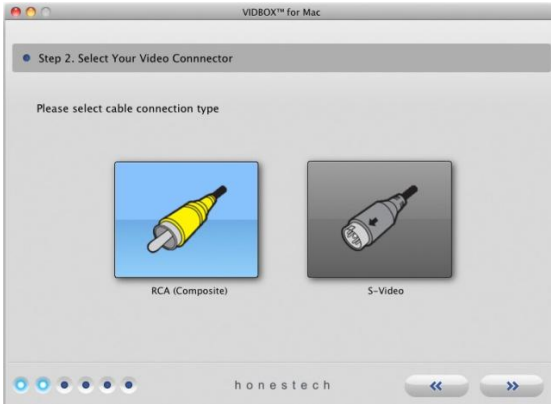 VIDBOX™ for Mac
Step 2. Select Your Video Connnector
Please select cable connection type
RCA (Composite)
S-Video
honestech